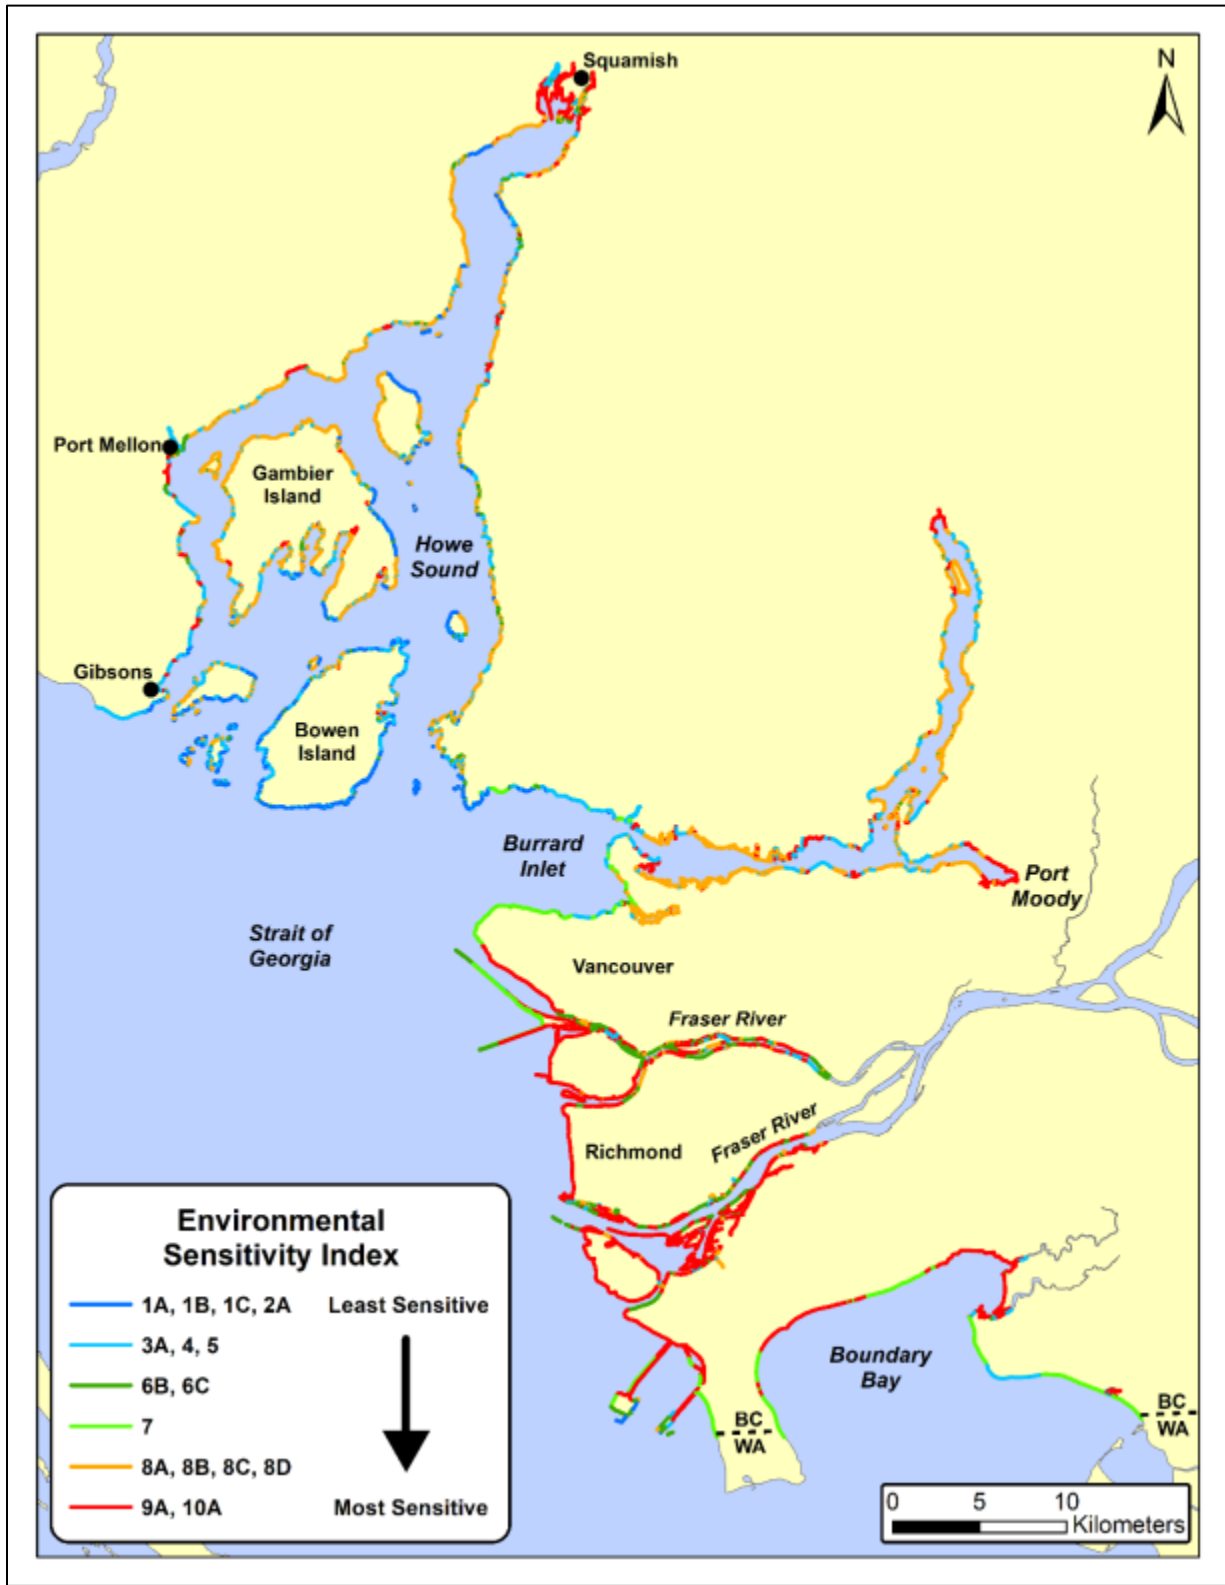 Squamish
N
Port Mellon
Gambier
Island
Howe
Sound
Gibsons
Bowen
Island
Burrard
Inlet
Port
Moody
Strait of
Georgia
Vancouver
Fraser River
Fraser River
Richmond
Boundary
Bay
BC
WA
BC
WA
Environmental
Sensitivity Index
1A, 1B, 1C, 2A Least Sensitive
3A, 4, 5
6B, 6C
7
8A, 8B, 8C, 8D
9A, 10A Most Sensitive
0 5 10
Kilometers